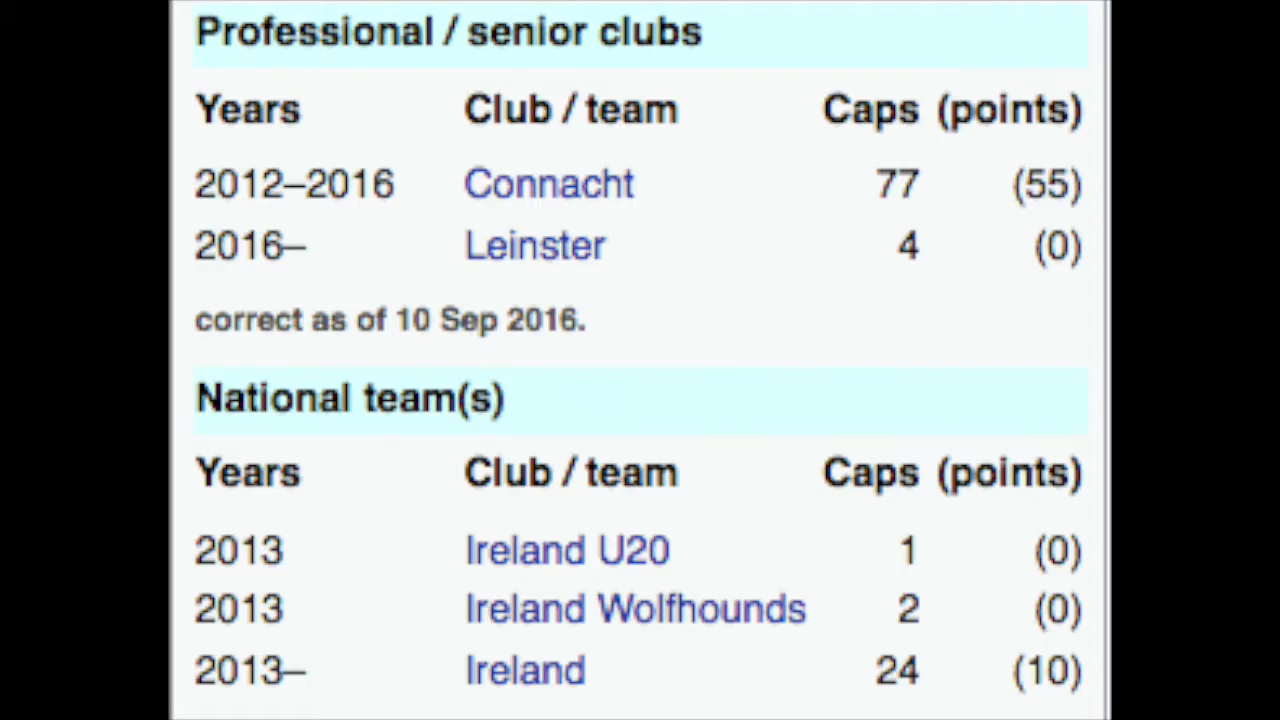 Professional / senior clubs
Years Club / team Caps (points)
2012–2016 Connacht 77 (55)
2016– Leinster 4 (0)
correct as of 10 Sep 2016.
National team(s)
Years Club / team Caps (points)
2013 Ireland U20 1 (0)
2013 Ireland Wolfhounds 2 (0)
2013– Ireland 24 (10)